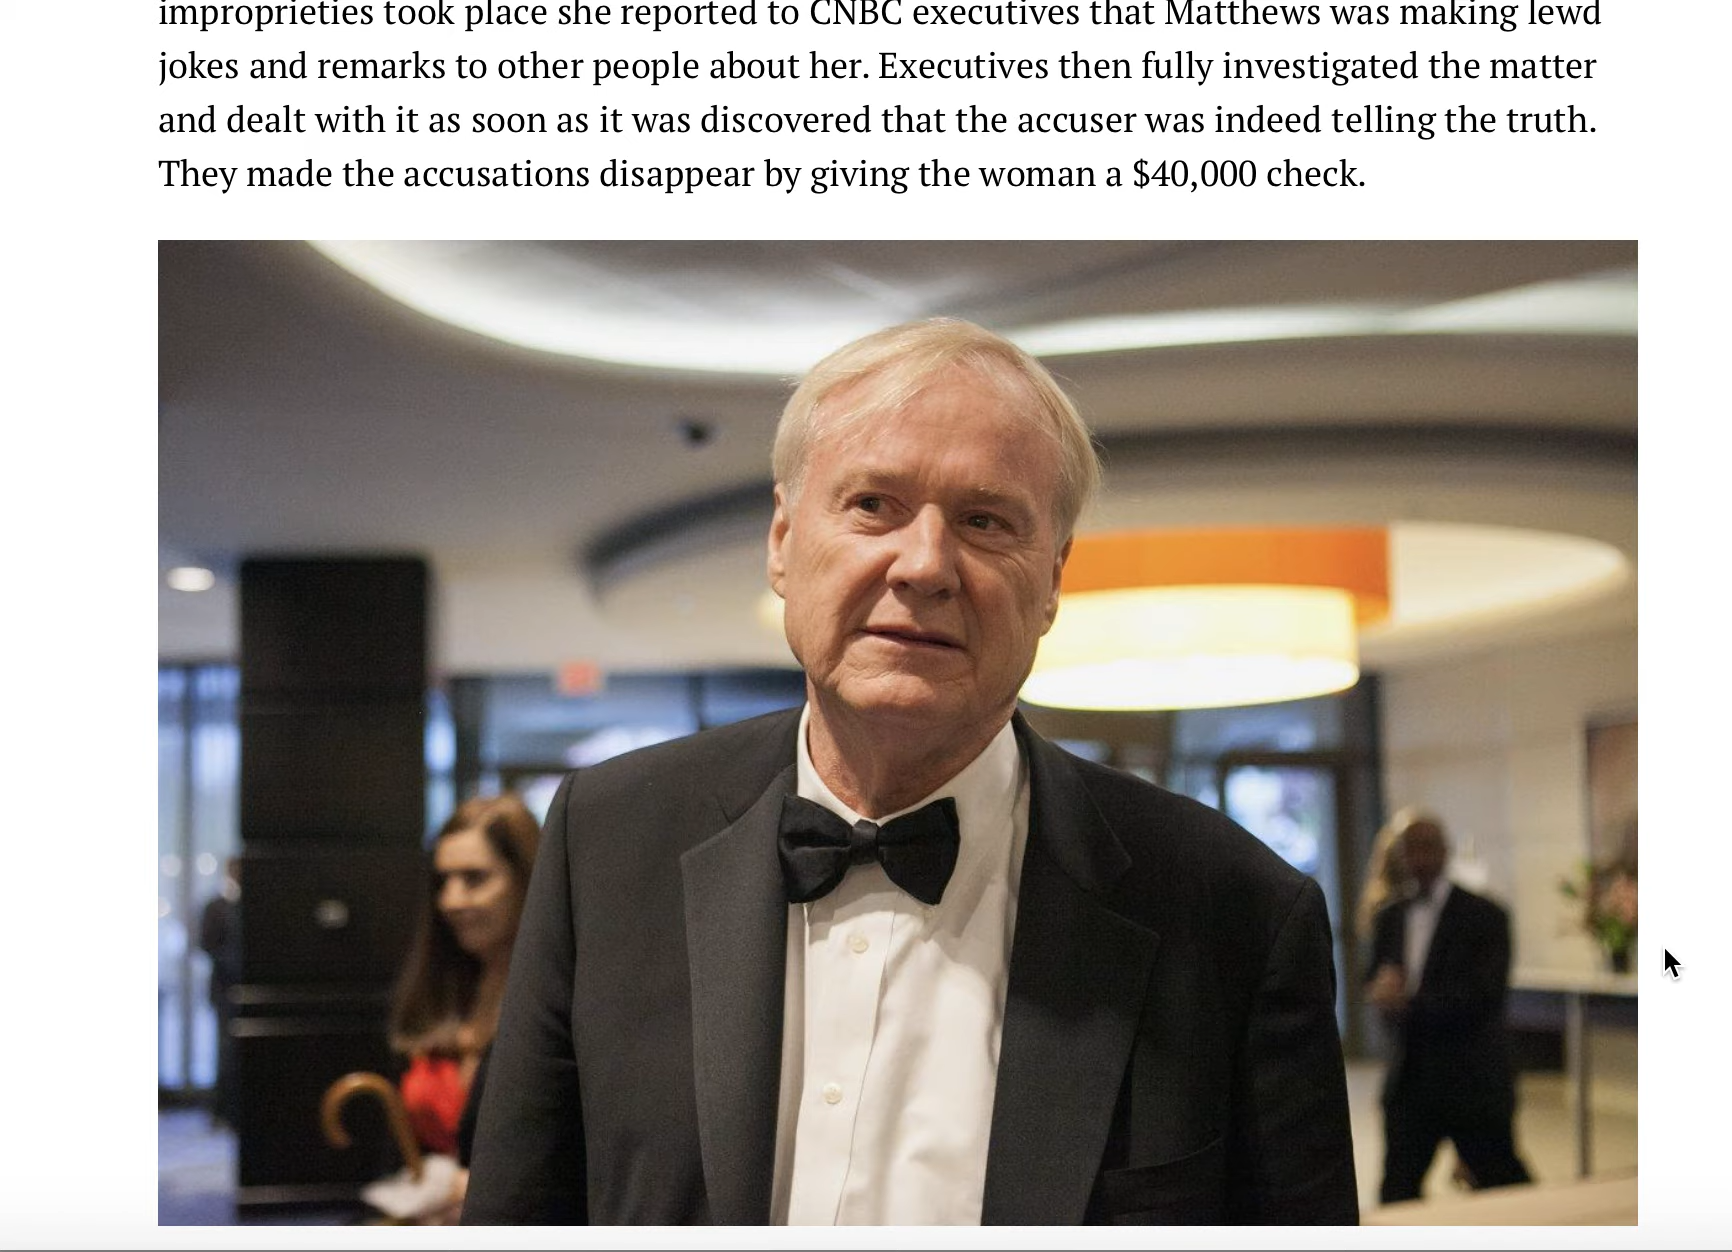 improprieties took place she reported to CNBC executives that Matthews was making lewd
jokes and remarks to other people about her. Executives then fully investigated the matter
and dealt with it as soon as it was discovered that the accuser was indeed telling the truth.
They made the accusations disappear by giving the woman a $40,000 check.